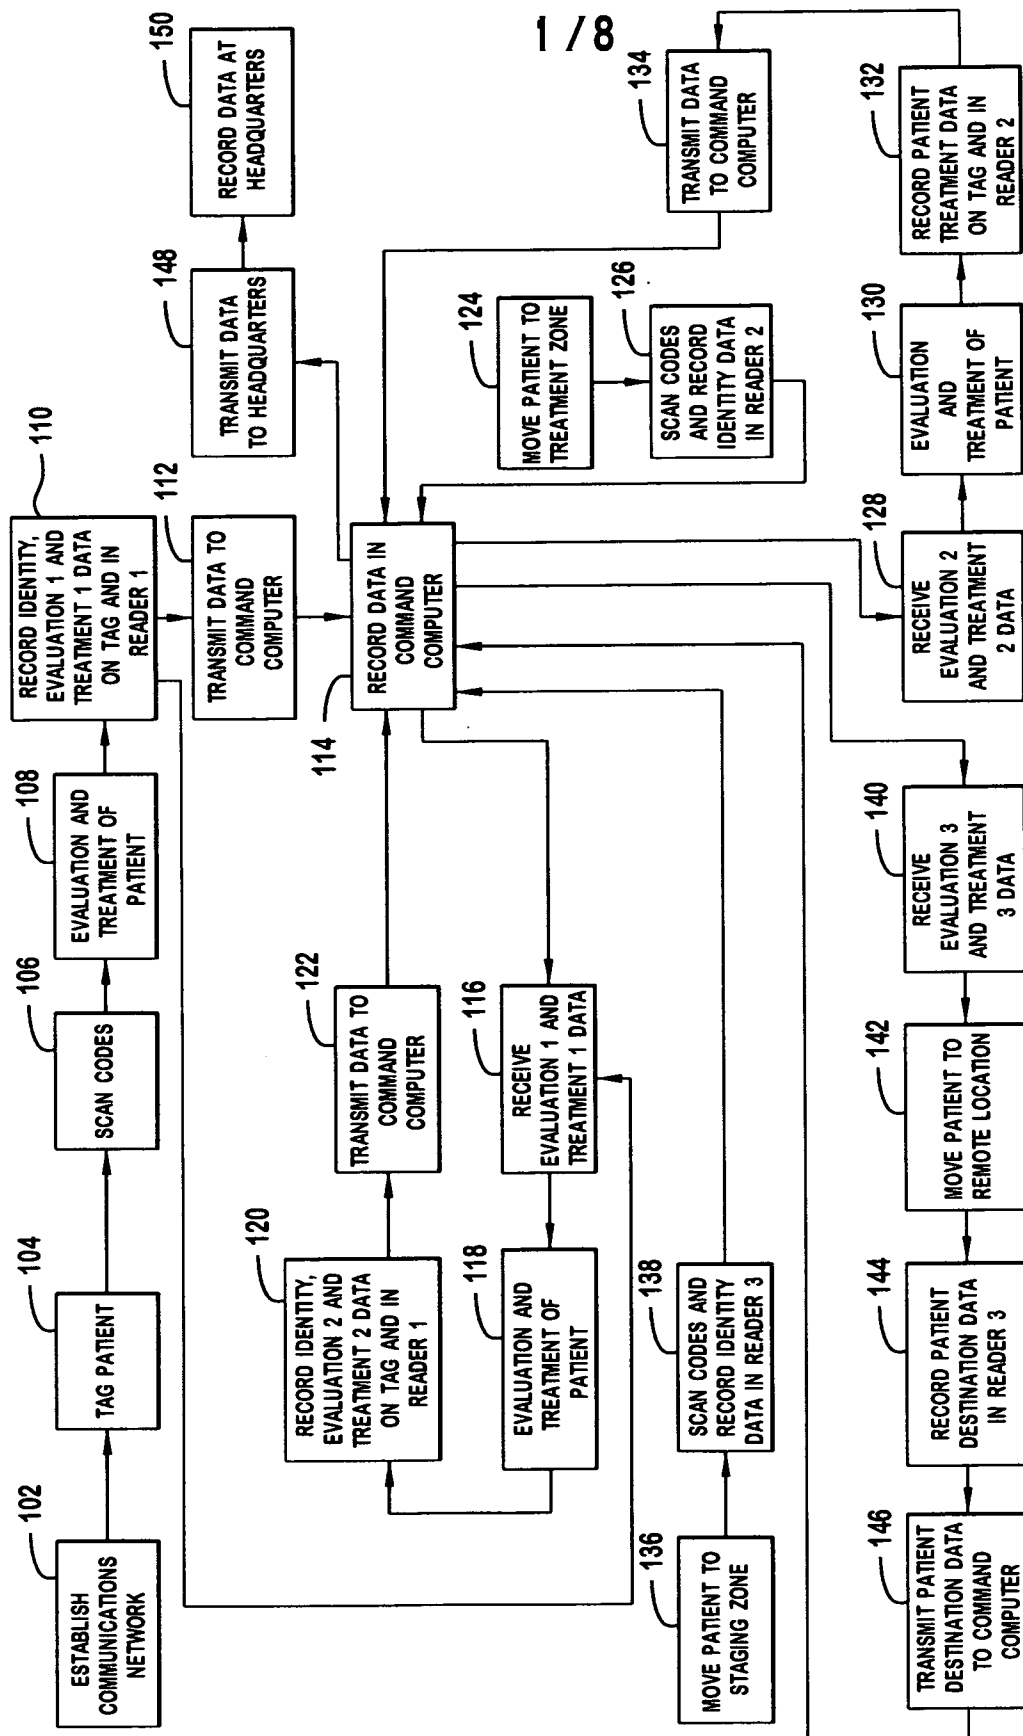 1 / 8
102
ESTABLISH
COMMUNICATIONS
NETWORK
104
TAG PATIENT
106
SCAN CODES
108
EVALUATION AND
TREATMENT OF
PATIENT
110
RECORD IDENTITY,
EVALUATION 1 AND
TREATMENT 1 DATA
ON TAG AND IN
READER 1
112
TRANSMIT DATA TO
COMMAND
COMPUTER
148
TRANSMIT DATA
TO HEADQUARTERS
150
RECORD DATA AT
HEADQUARTERS
120
RECORD IDENTITY,
EVALUATION 2 AND
TREATMENT 2 DATA
ON TAG AND IN
READER 1
122
TRANSMIT DATA TO
COMMAND
COMPUTER
114
RECORD DATA IN
COMMAND
COMPUTER
118
EVALUATION AND
TREATMENT OF
PATIENT
116
RECEIVE
EVALUATION 1 AND
TREATMENT 1 DATA
124
MOVE PATIENT TO
TREATMENT ZONE
126
SCAN CODES
AND RECORD
IDENTITY DATA
IN READER 2
134
TRANSMIT DATA
TO COMMAND
COMPUTER
136
MOVE PATIENT TO
STAGING ZONE
138
SCAN CODES AND
RECORD IDENTITY
DATA IN READER 3
146
TRANSMIT PATIENT
DESTINATION DATA
TO COMMAND
COMPUTER
144
RECORD PATIENT
DESTINATION DATA
IN READER 3
142
MOVE PATIENT TO
REMOTE LOCATION
140
RECEIVE
EVALUATION 3
AND TREATMENT
3 DATA
128
RECEIVE
EVALUATION 2
AND TREATMENT
2 DATA
130
EVALUATION
AND
TREATMENT OF
PATIENT
132
RECORD PATIENT
TREATMENT DATA
ON TAG AND IN
READER 2